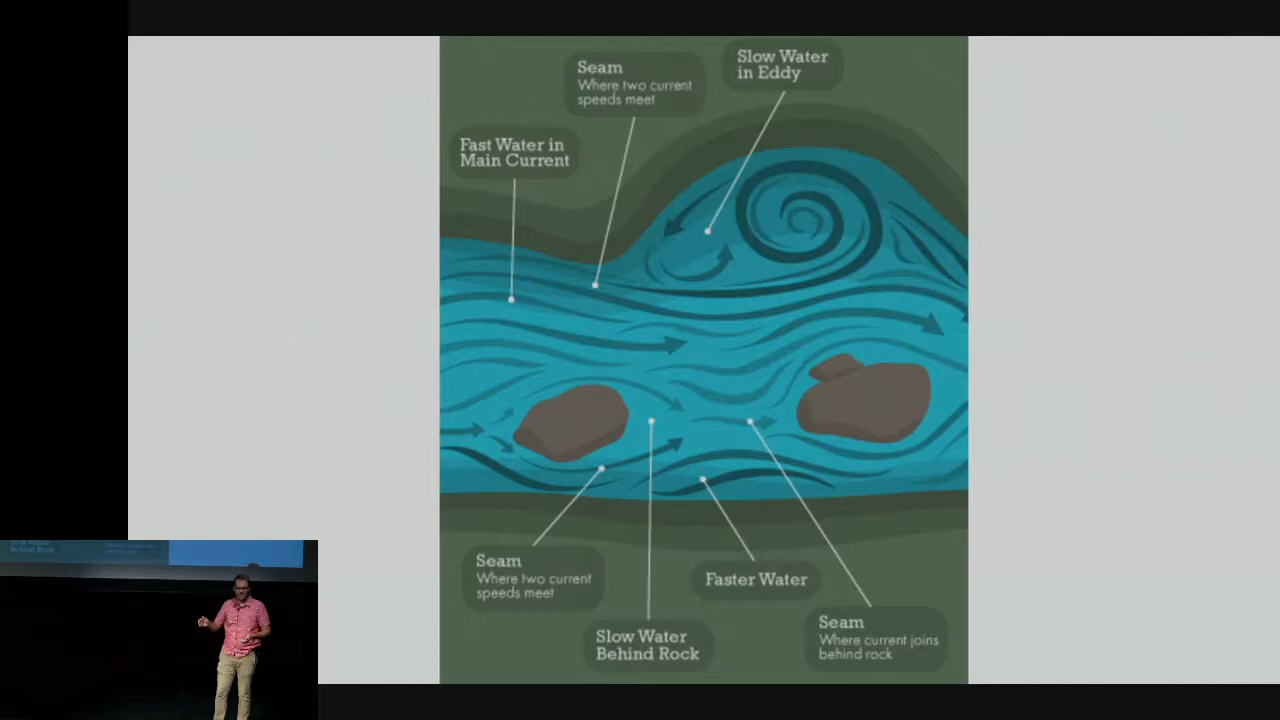 Slow Water
in Eddy
Seam
Where two current
speeds meet
Fast Water in
Main Current
Seam
Where two current
speeds meet
Faster Water
Slow Water
Behind Rock
Seam
Where current joins
behind rock